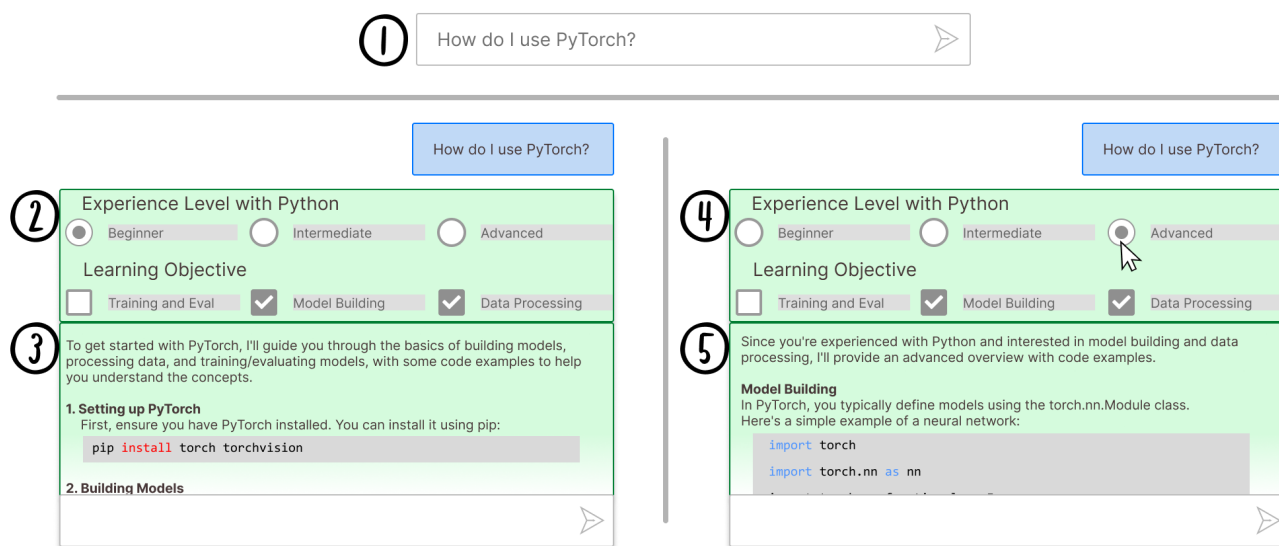 1
How do I use PyTorch?
How do I use PyTorch?
2
Experience Level with Python
Beginner Intermediate Advanced
Learning Objective
Training and Eval Model Building Data Processing
3
To get started with PyTorch, I'll guide you through the basics of building models,
processing data, and training/evaluating models, with some code examples to help
you understand the concepts.
1. Setting up PyTorch
First, ensure you have PyTorch installed. You can install it using pip:
pip install torch torchvision
2. Building Models
How do I use PyTorch?
4
Experience Level with Python
Beginner Intermediate Advanced
Learning Objective
Training and Eval Model Building Data Processing
5
Since you're experienced with Python and interested in model building and data
processing, I'll provide an advanced overview with code examples.
Model Building
In PyTorch, you typically define models using the torch.nn.Module class.
Here's a simple example of a neural network:
import torch
import torch.nn as nn